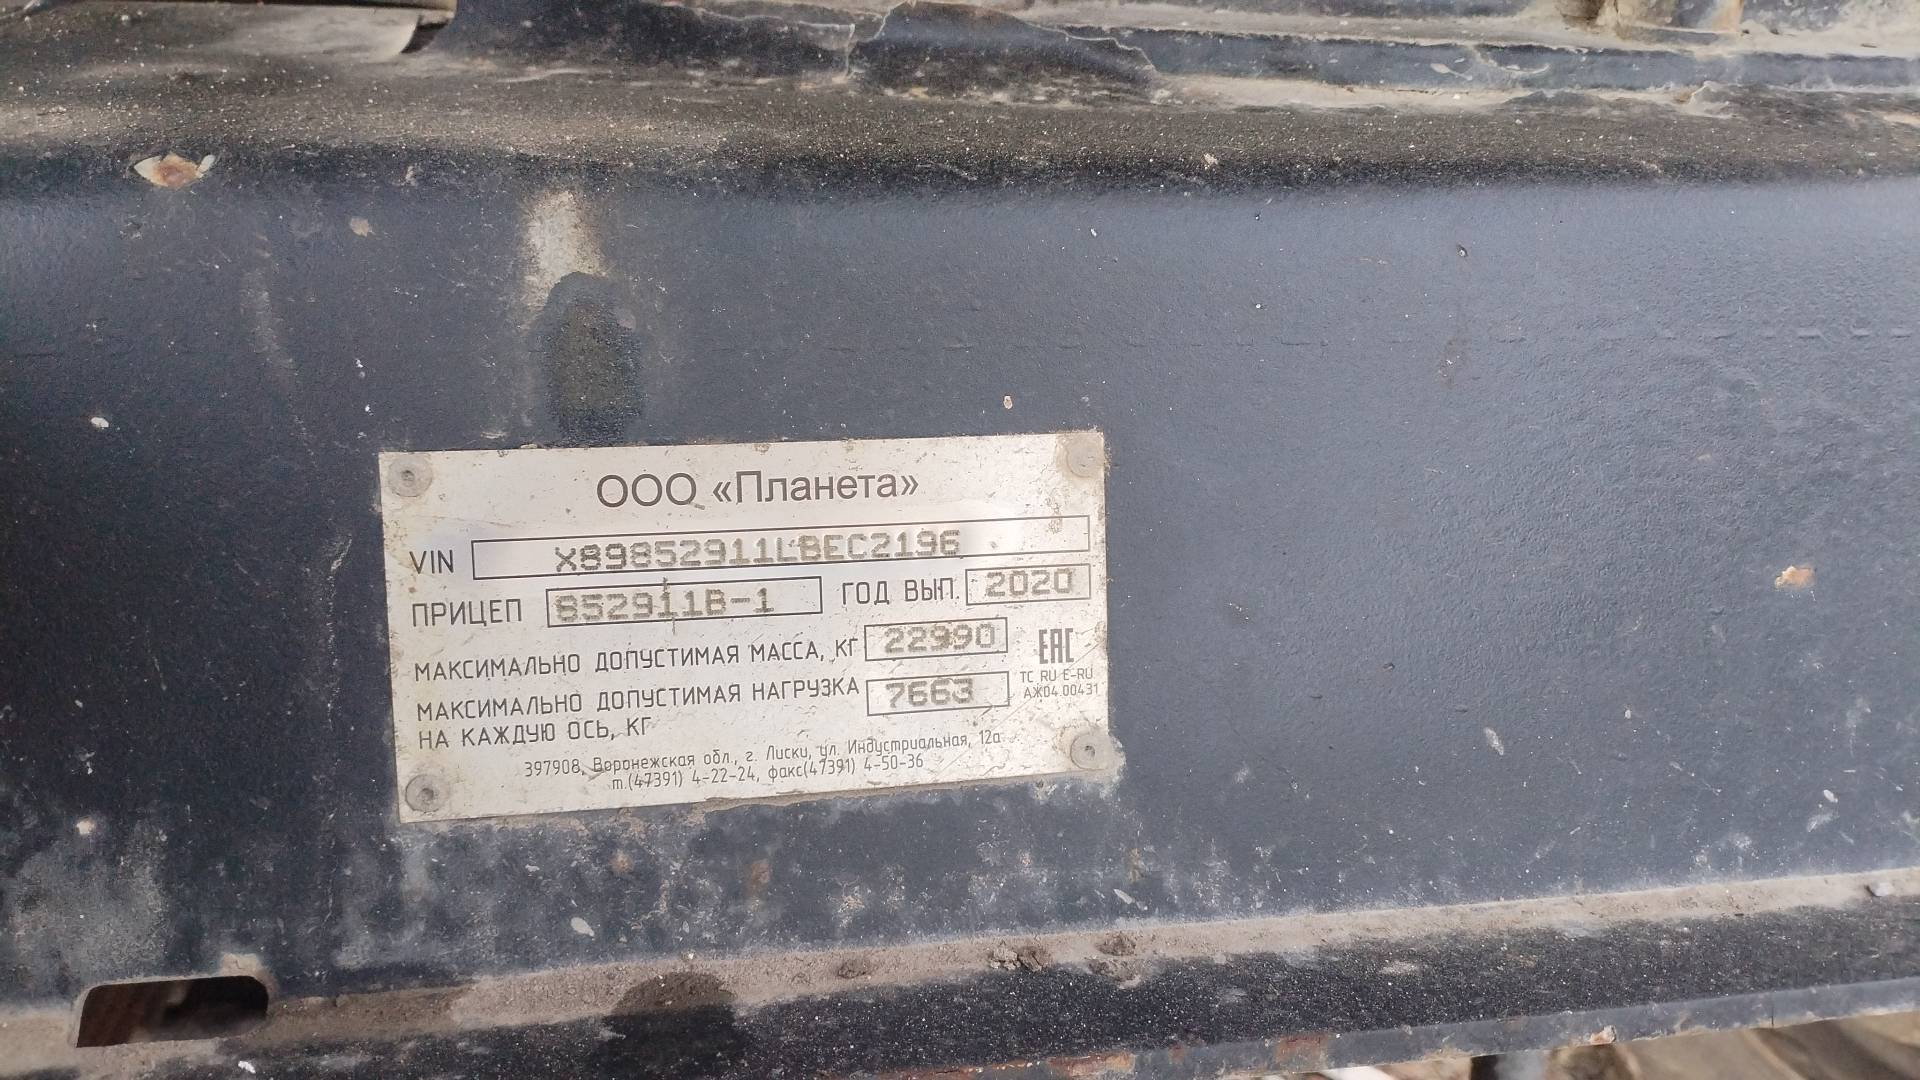 ООО «Планета»
VIN X89852911LBEC2196
ПРИЦЕП 852911В-1 ГОД ВЫП. 2020
МАКСИМАЛЬНО ДОПУСТИМАЯ МАССА, КГ 22990
МАКСИМАЛЬНО ДОПУСТИМАЯ НАГРУЗКА
НА КАЖДУЮ ОСЬ, КГ 7663
EAC
ТС RU Е-RU
АЖ04.00431
397908, Воронежская обл., г. Лиски, ул. Индустриальная, 12а
т.(47391) 4-22-24, факс(47391) 4-50-36